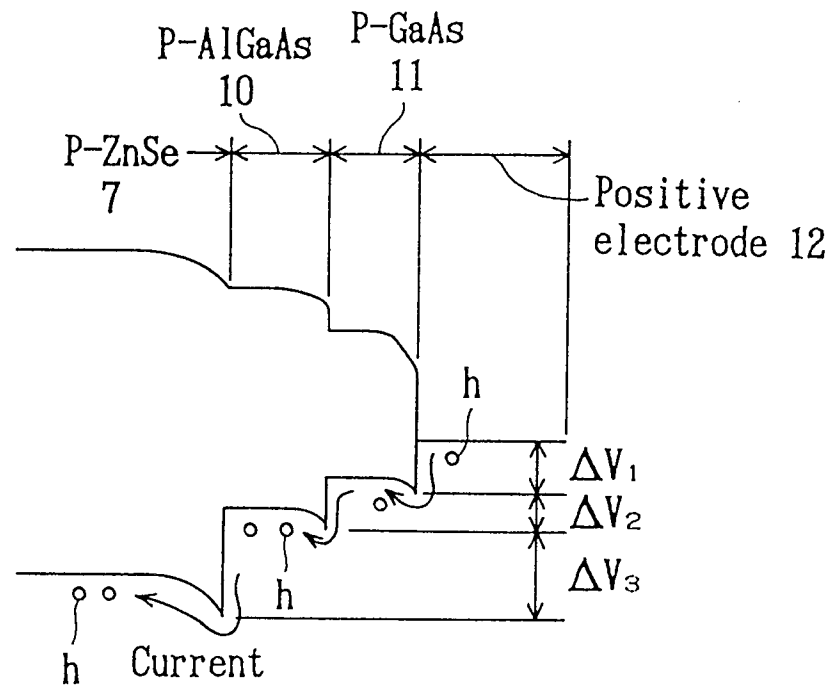 P-AlGaAs
10
P-GaAs
11
P-ZnSe
7
Positive
electrode 12
h
ΔV₁
ΔV₂
ΔV₃
h
h
Current